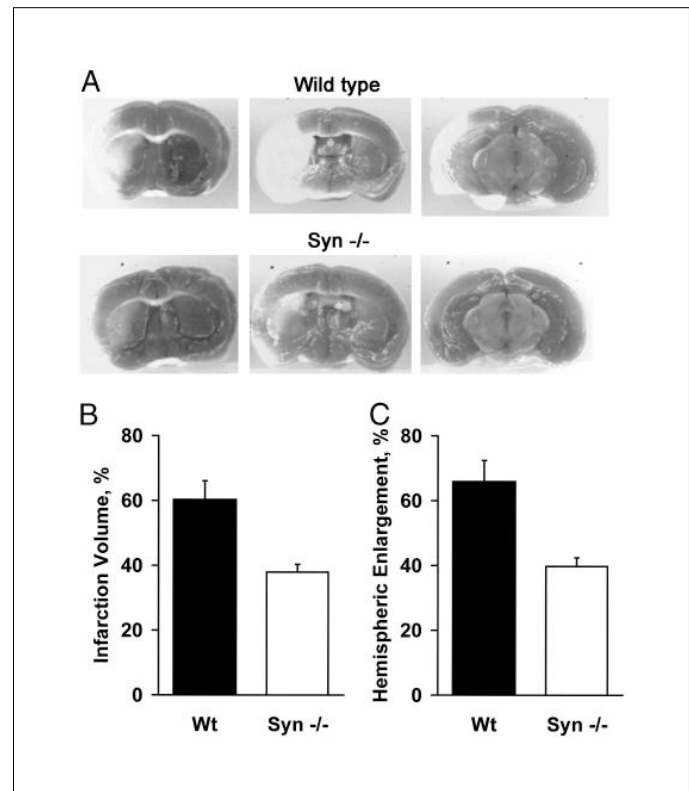 A
Wild type
Syn -/-
B
C
Infarction Volume, %
80
60
40
20
0
Wt
Syn -/-
Hemispheric Enlargement, %
80
60
40
20
0
Wt
Syn -/-